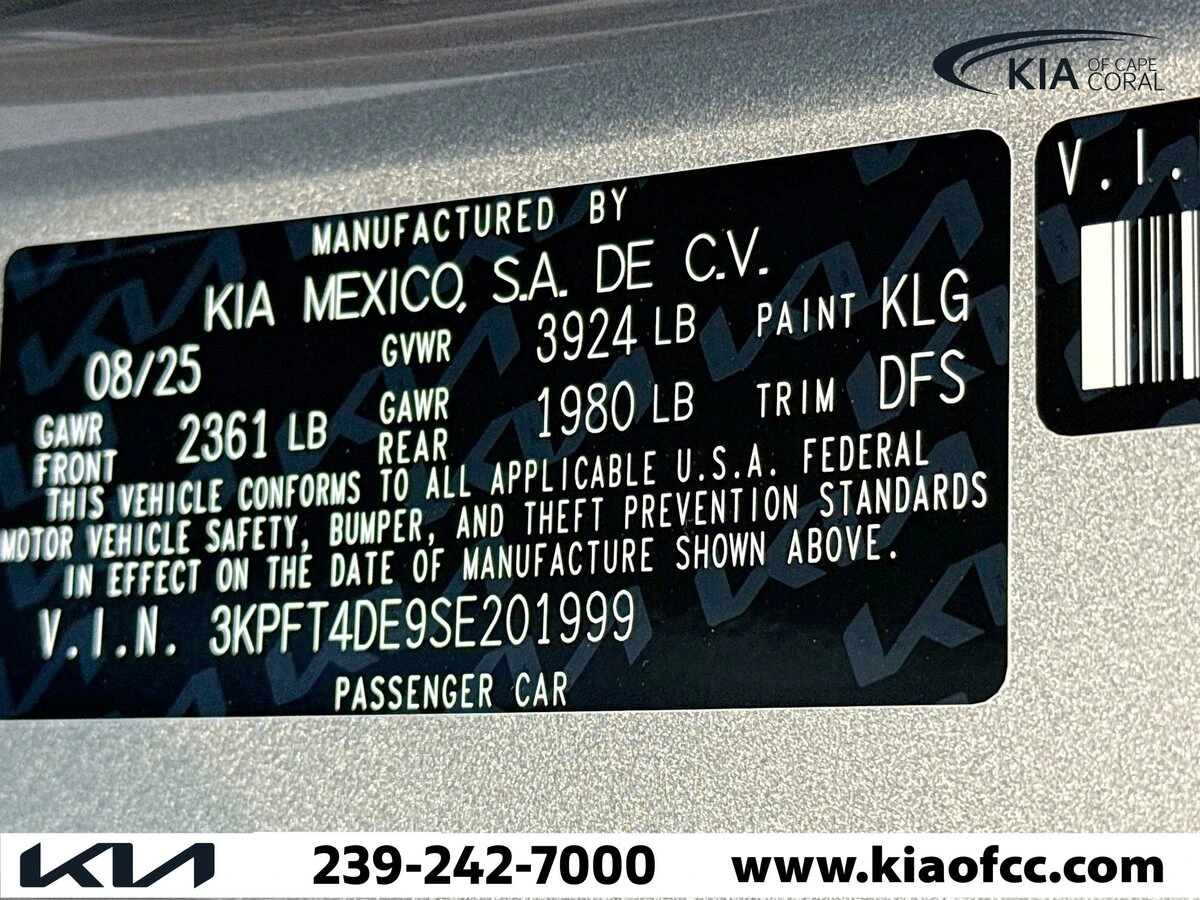 KIA OF CAPE CORAL
MANUFACTURED BY
KIA MEXICO, S.A. DE C.V.
08/25 GVWR 3924 LB PAINT KLG
GAWR FRONT 2361 LB GAWR REAR 1980 LB TRIM DFS
THIS VEHICLE CONFORMS TO ALL APPLICABLE U.S.A. FEDERAL
MOTOR VEHICLE SAFETY, BUMPER, AND THEFT PREVENTION STANDARDS
IN EFFECT ON THE DATE OF MANUFACTURE SHOWN ABOVE.
V.I.N. 3KPFT4DE9SE201999
PASSENGER CAR
V.I.
KIA 239-242-7000 www.kiaofcc.com